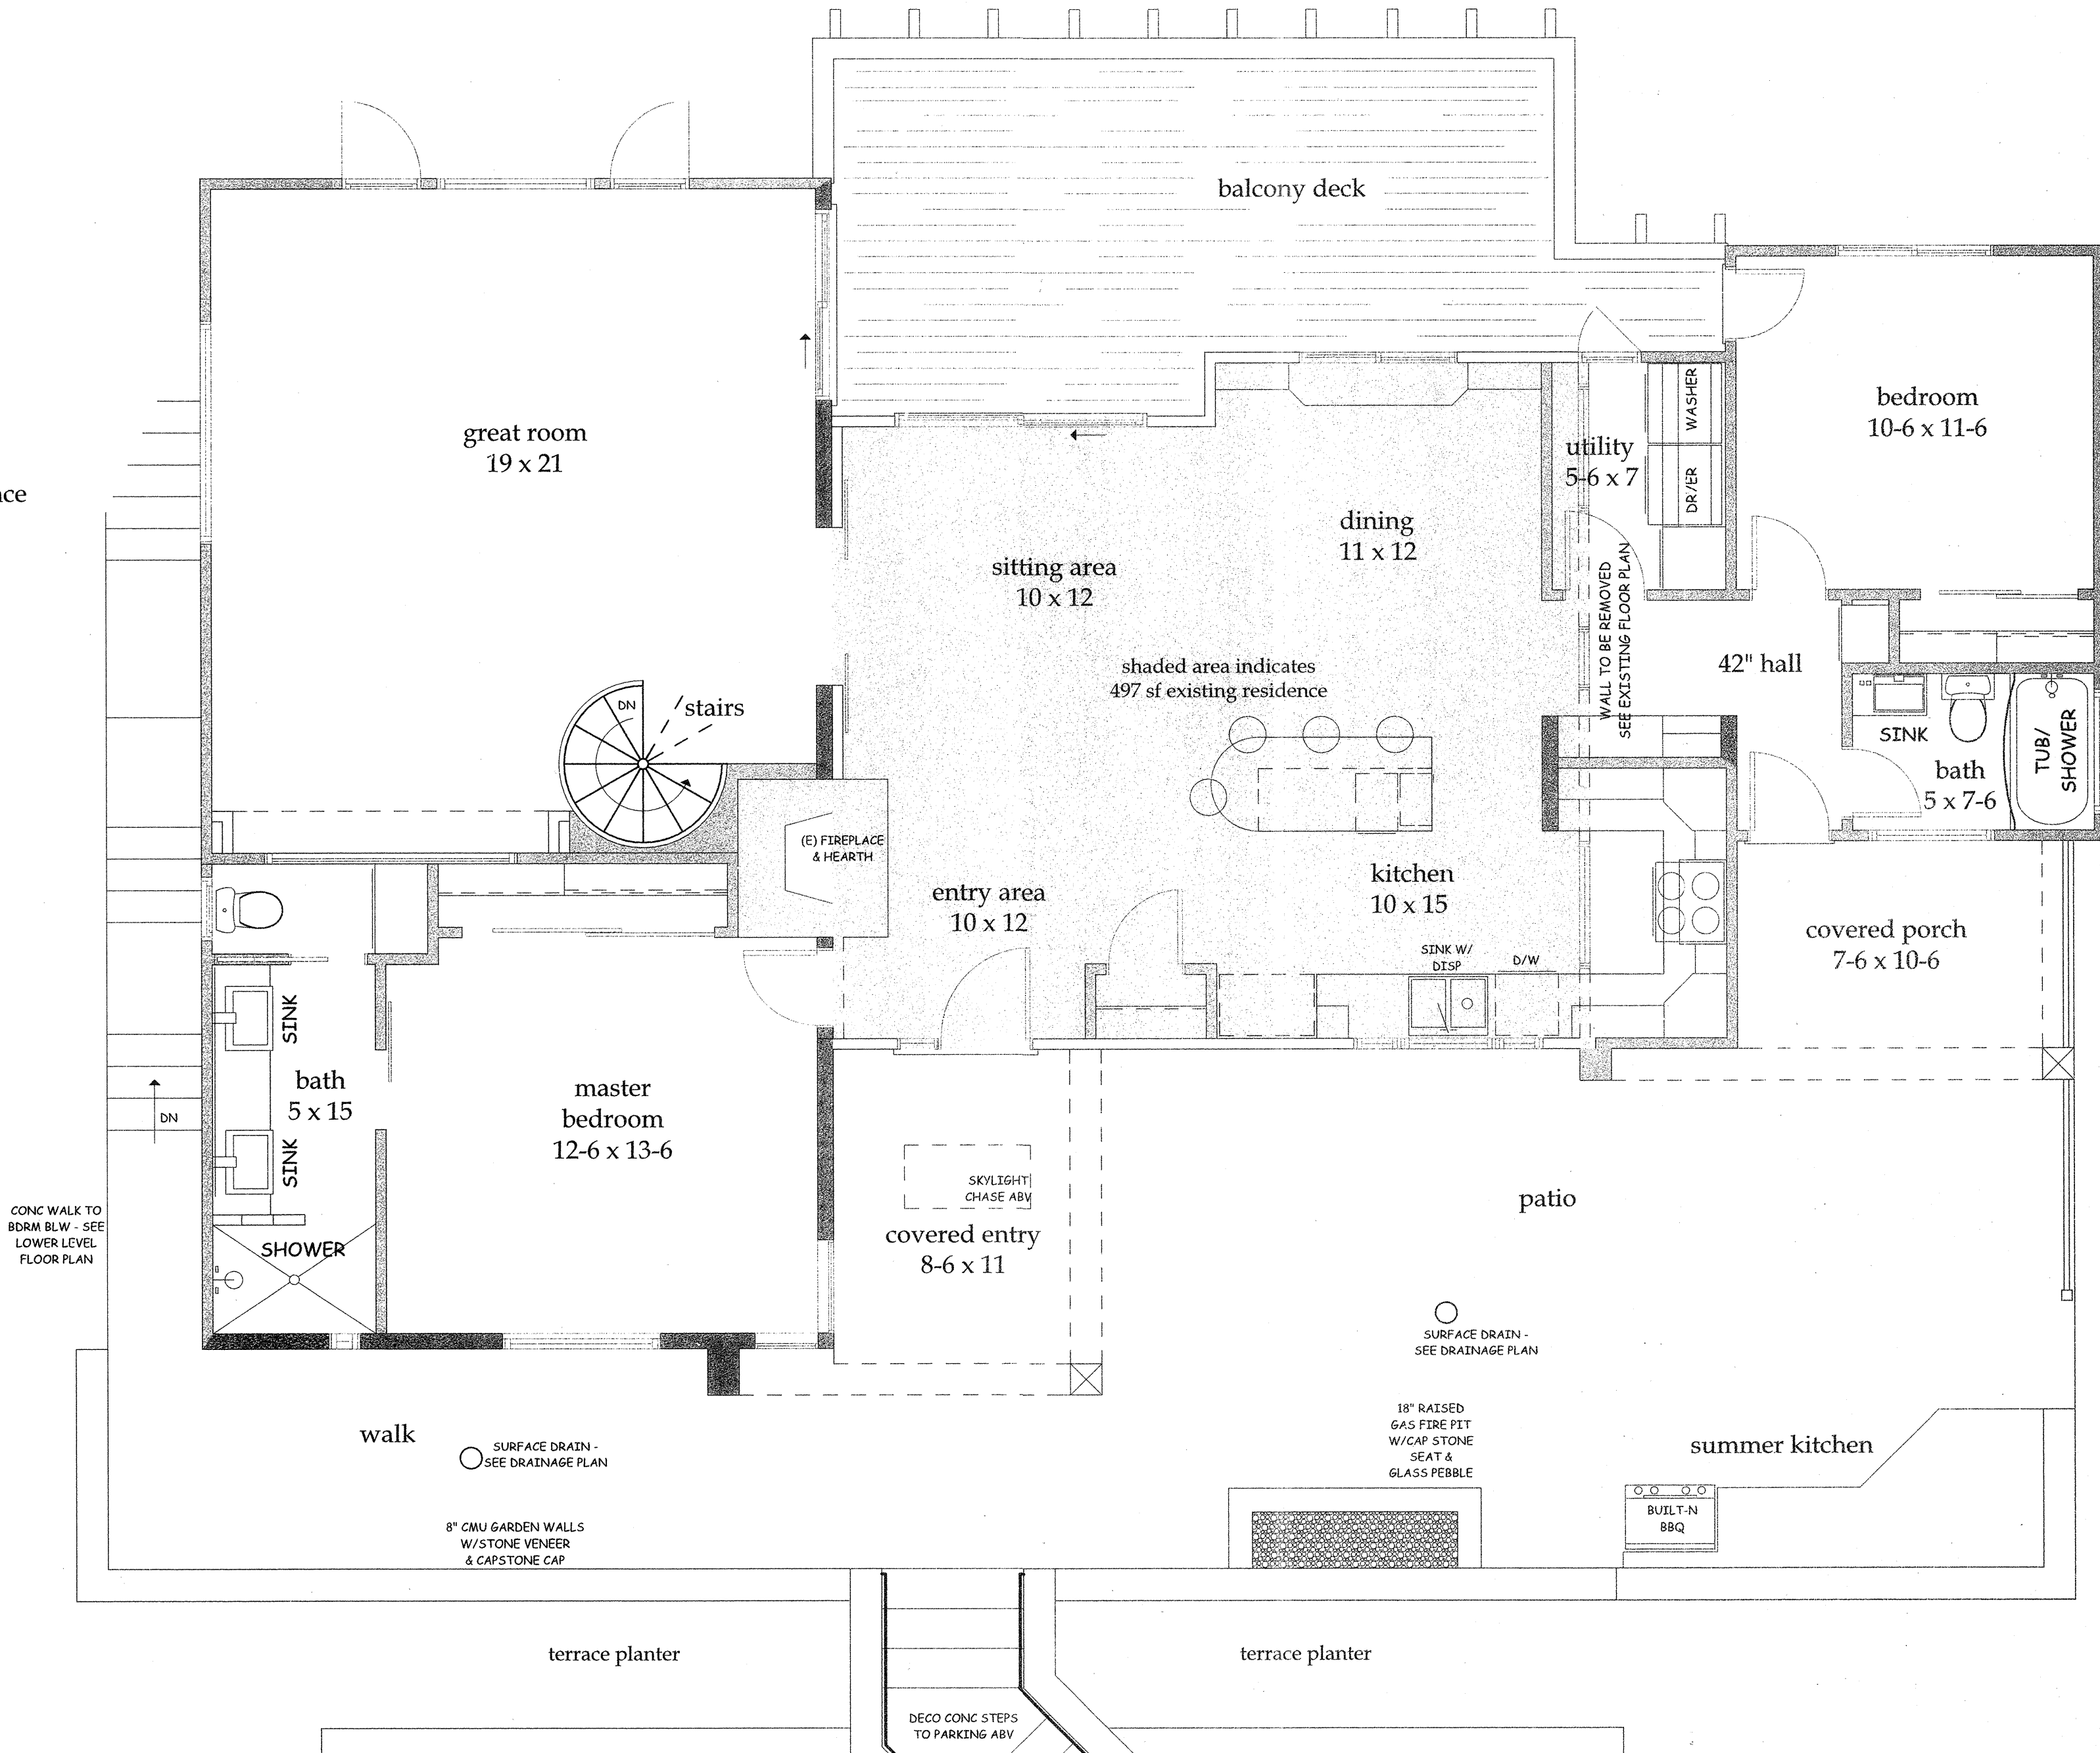 balcony deck
great room
19 x 21
bedroom
10-6 x 11-6
WASHER
DR/ER
utility
5-6 x 7
dining
11 x 12
sitting area
10 x 12
WALL TO BE REMOVED
SEE EXISTING FLOOR PLAN
shaded area indicates
497 sf existing residence
42" hall
DN
stairs
SINK
bath
5 x 7-6
TUB/
SHOWER
(E) FIREPLACE
& HEARTH
entry area
10 x 12
kitchen
10 x 15
SINK W/
DISP
D/W
covered porch
7-6 x 10-6
SINK
bath
5 x 15
SINK
SHOWER
master
bedroom
12-6 x 13-6
DN
CONC WALK TO
BDRM BLW - SEE
LOWER LEVEL
FLOOR PLAN
SKYLIGHT
CHASE ABV
covered entry
8-6 x 11
patio
SURFACE DRAIN -
SEE DRAINAGE PLAN
walk
SURFACE DRAIN -
SEE DRAINAGE PLAN
18" RAISED
GAS FIRE PIT
W/CAP STONE
SEAT &
GLASS PEBBLE
summer kitchen
BUILT-N
BBQ
8" CMU GARDEN WALLS
W/STONE VENEER
& CAPSTONE CAP
terrace planter
terrace planter
DECO CONC STEPS
TO PARKING ABV